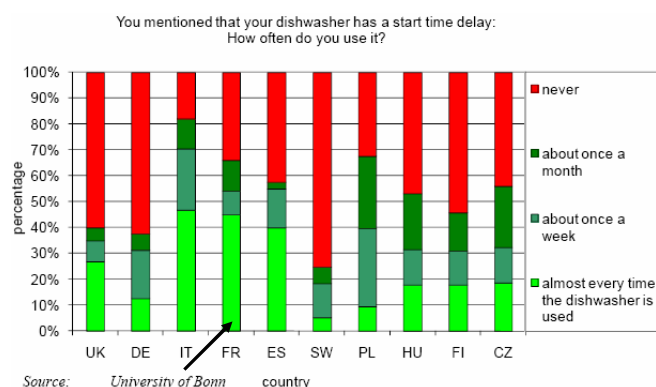 You mentioned that your dishwasher has a start time delay:
How often do you use it?
100%
90%
80%
70%
60%
50%
40%
30%
20%
10%
0%
percentage
never
about once a
month
about once a
week
almost every time
the dishwasher is
used
UK DE IT FR ES SW PL HU FI CZ
Source: University of Bonn country